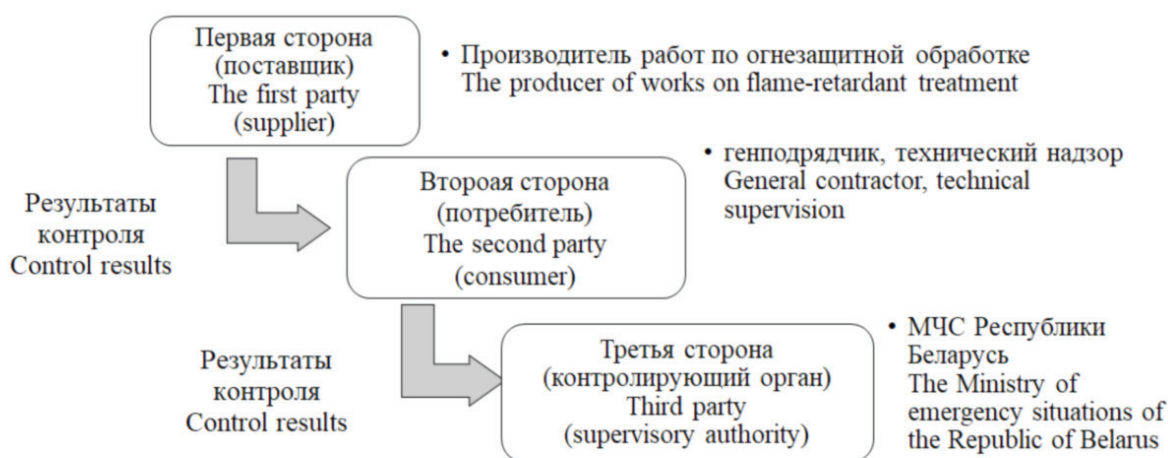 Первая сторона
(поставщик)
The first party
(supplier)
• Производитель работ по огнезащитной обработке
The producer of works on flame-retardant treatment
Результаты
контроля
Control results
Второая сторона
(потребитель)
The second party
(consumer)
• генподрядчик, технический надзор
General contractor, technical
supervision
Результаты
контроля
Control results
Третья сторона
(контролирующий орган)
Third party
(supervisory authority)
• МЧС Республики
Беларусь
The Ministry of
emergency situations of
the Republic of Belarus